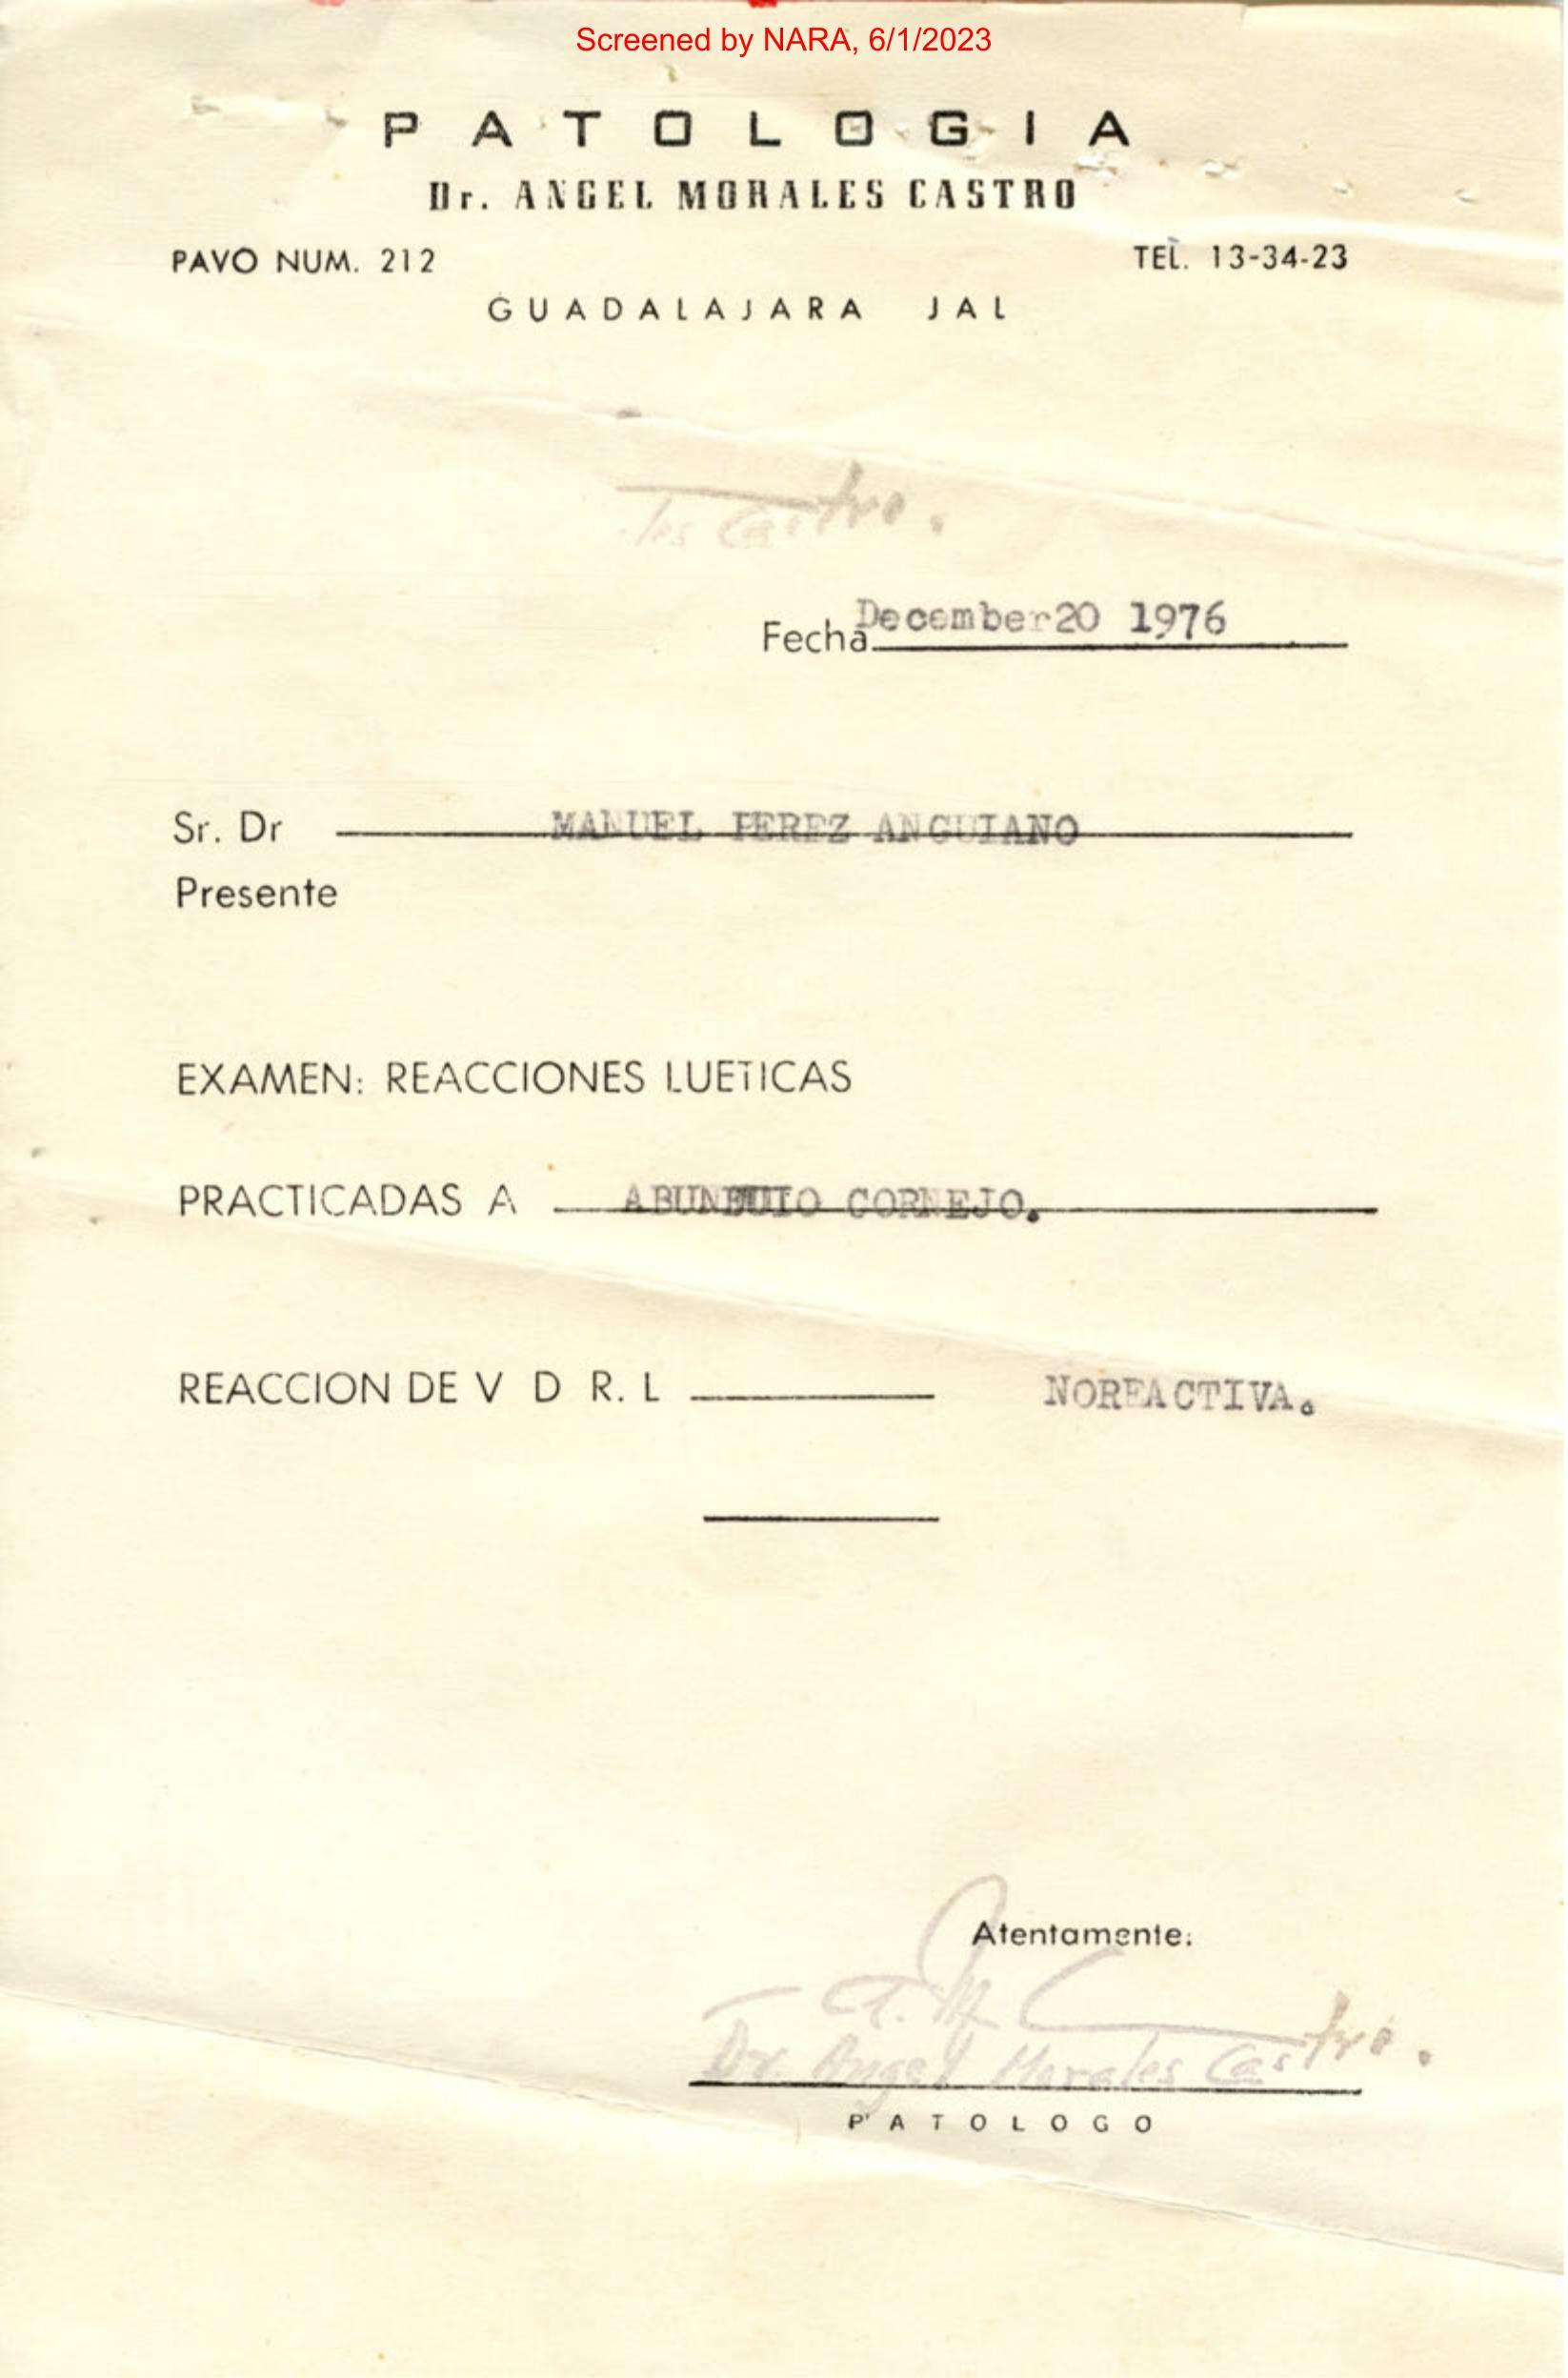 Screened by NARA, 6/1/2023
PATOLOGIA
Dr. ANGEL MORALES CASTRO
PAVO NUM. 212 TEL. 13-34-23
GUADALAJARA JAL
les Castro.
Fecha December 20 1976
Sr. Dr MANUEL PEREZ ANGUIANO
Presente
EXAMEN: REACCIONES LUETICAS
PRACTICADAS A CORNEJO.
REACCION DE V D R. L NOREACTIVA.
Atentamente:
Dr. Angel Morales Castro.
PATOLOGO